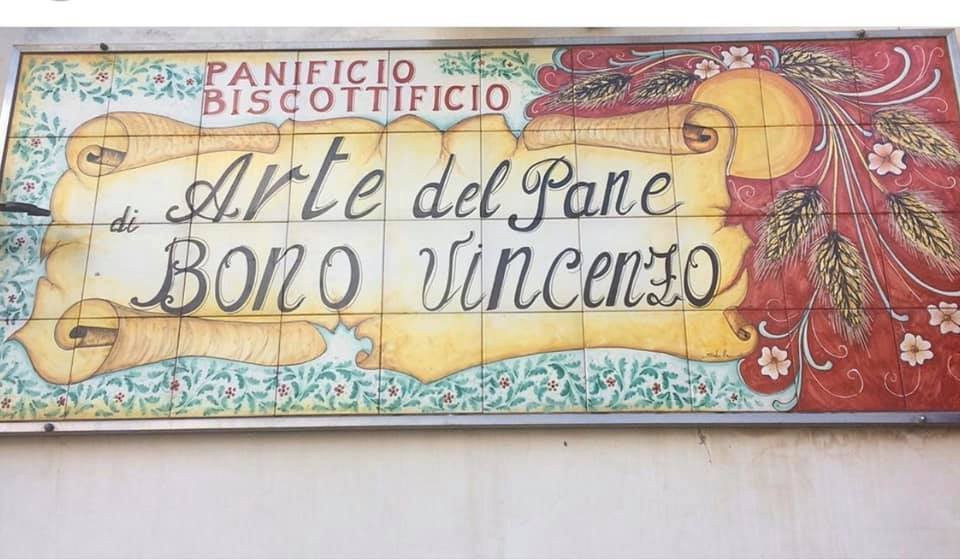 PANIFICIO
BISCOTTIFICIO
Arte del Pane
di Bono Vincenzo